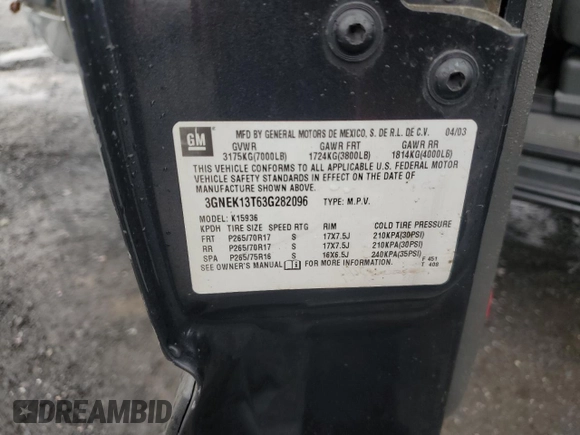 GM
MFD BY GENERAL MOTORS DE MEXICO, S. DE R.L. DE C.V. 04/03
GVWR GAWR FRT GAWR RR
3175KG(7000LB) 1724KG(3800LB) 1814KG(4000LB)
THIS VEHICLE CONFORMS TO ALL APPLICABLE U.S. FEDERAL MOTOR
VEHICLE SAFETY STANDARDS IN EFFECT ON THE DATE OF
MANUFACTURE SHOWN ABOVE.
3GNEK13T63G282096 TYPE: M.P.V.
MODEL: K15936
KPDH TIRE SIZE SPEED RTG RIM COLD TIRE PRESSURE
FRT P265/70R17 S 17X7.5J 210KPA(30PSI)
RR P265/70R17 S 17X7.5J 210KPA(30PSI)
SPA P265/75R16 S 16X6.5J 240KPA(35PSI)
SEE OWNER'S MANUAL FOR MORE INFORMATION. F 451
T 409
DREAMBID